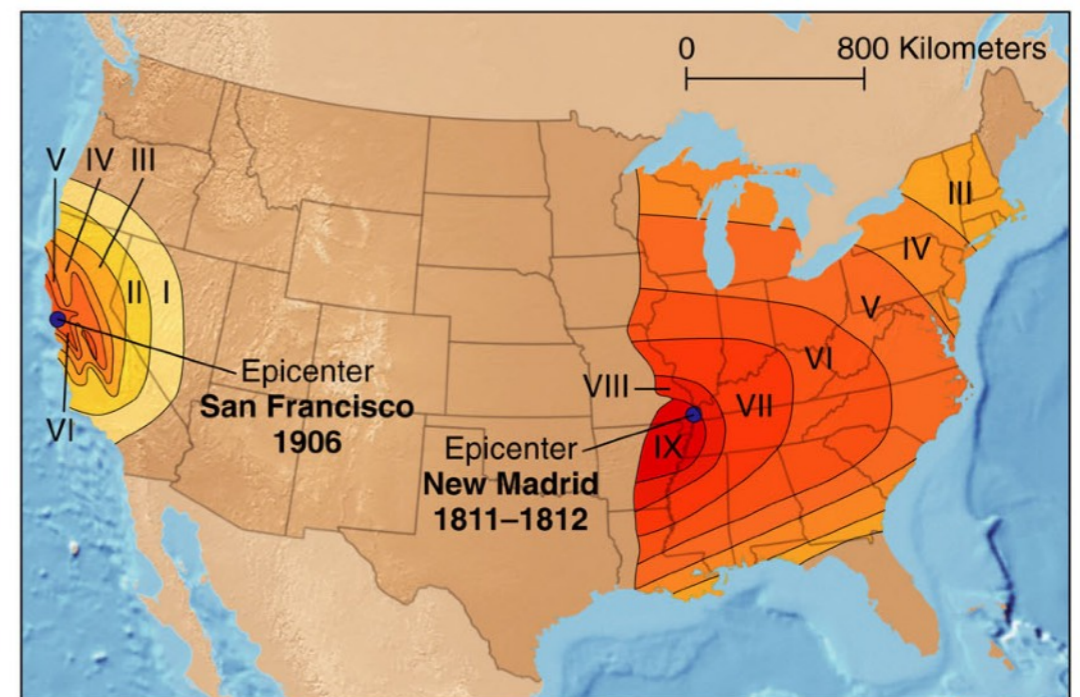 0 800 Kilometers
V IV III
III
IV
II I
V
VI
Epicenter
San Francisco
1906
VIII
VII
VI
Epicenter
New Madrid
1811–1812
IX